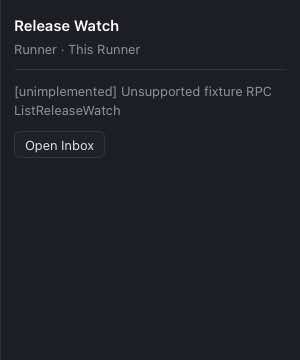 Release Watch
Runner · This Runner
[unimplemented] Unsupported fixture RPC
ListReleaseWatch
Open Inbox